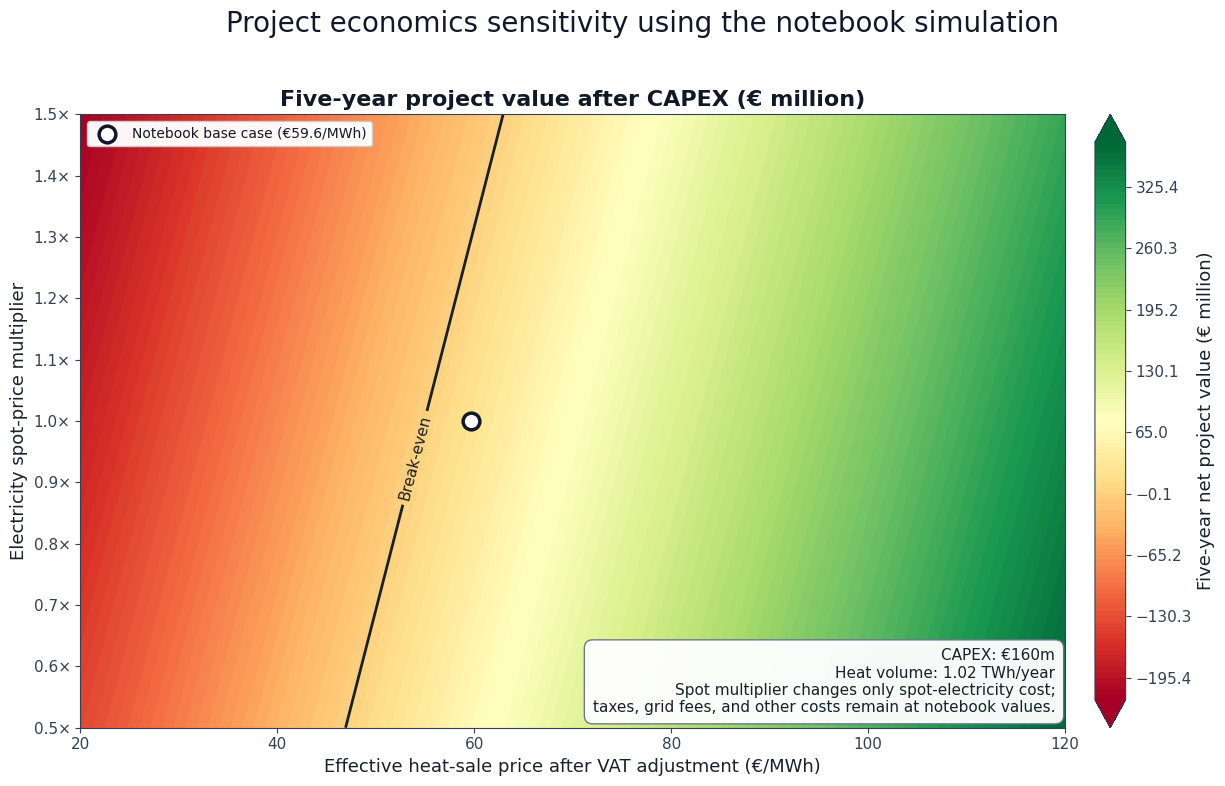 Project economics sensitivity using the notebook simulation
Five-year project value after CAPEX (€ million)
Notebook base case (€59.6/MWh)
Electricity spot-price multiplier
1.5×
1.4×
1.3×
1.2×
1.1×
1.0×
0.9×
0.8×
0.7×
0.6×
0.5×
Break-even
CAPEX: €160m
Heat volume: 1.02 TWh/year
Spot multiplier changes only spot-electricity cost;
taxes, grid fees, and other costs remain at notebook values.
20 40 60 80 100 120
Effective heat-sale price after VAT adjustment (€/MWh)
325.4
260.3
195.2
130.1
65.0
−0.1
−65.2
−130.3
−195.4
Five-year net project value (€ million)